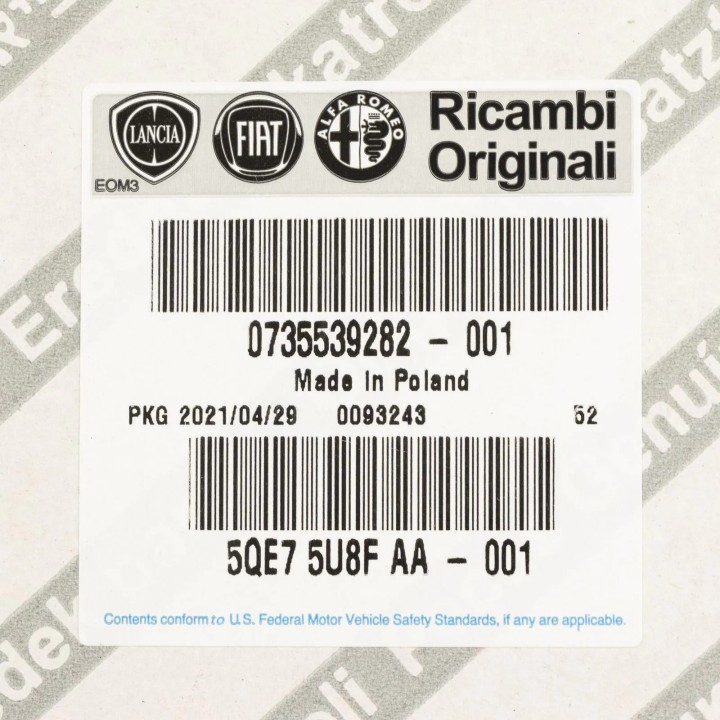 LANCIA
FIAT
ALFA ROMEO
Ricambi
Originali
EOM3
0735539282 - 001
Made In Poland
PKG 2021/04/29 0093243 52
5QE7 5U8F AA - 001
Contents conform to U.S. Federal Motor Vehicle Safety Standards, if any are applicable.